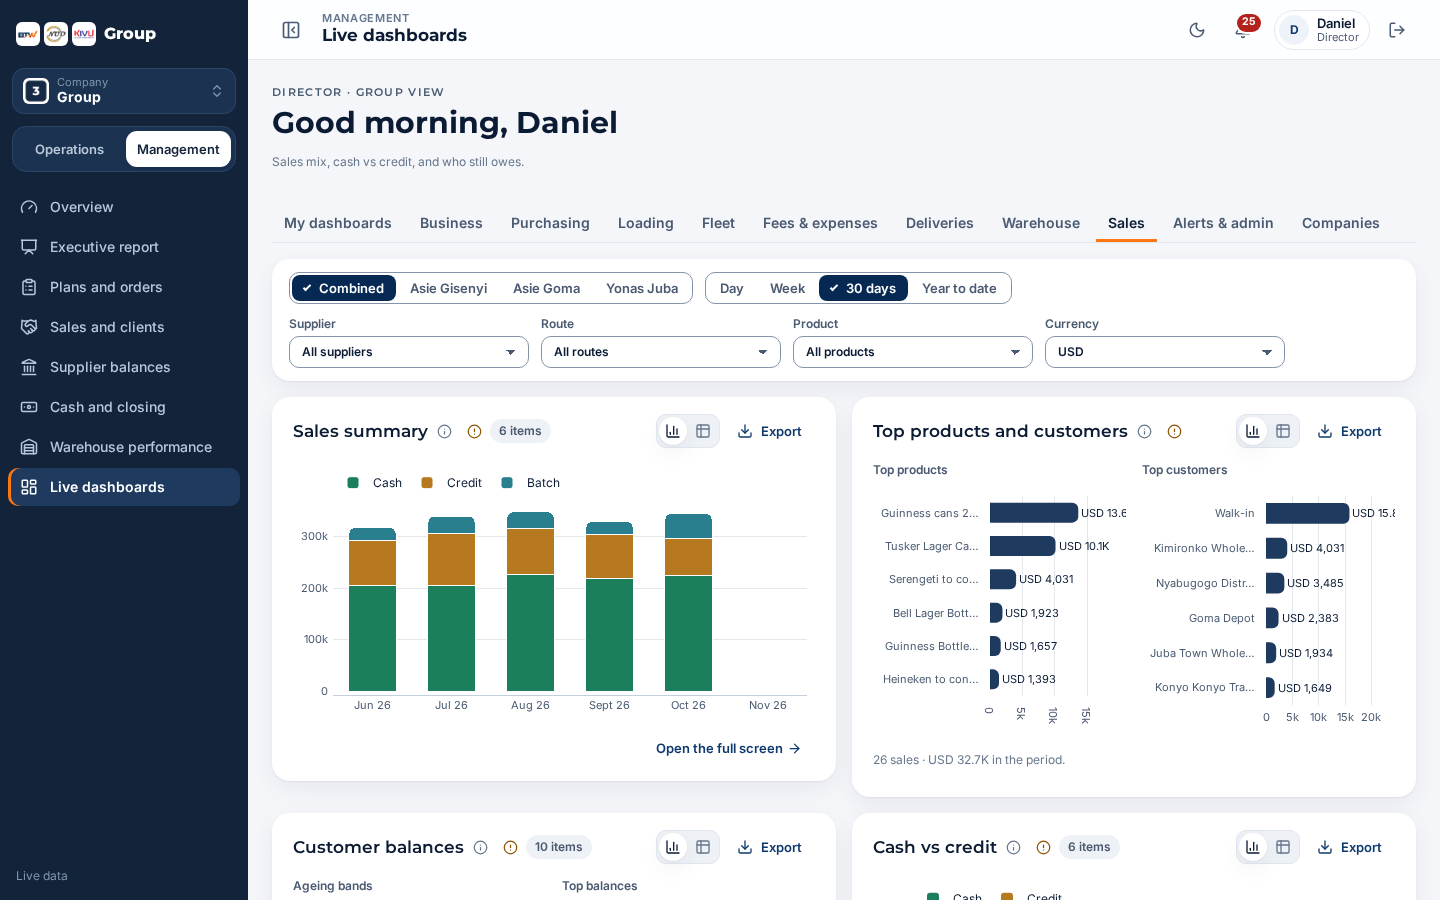 BTW NUD KIVU Group
Company
3 Group
Operations Management
Overview
Executive report
Plans and orders
Sales and clients
Supplier balances
Cash and closing
Warehouse performance
Live dashboards
Live data
MANAGEMENT
Live dashboards
25
D Daniel
Director
DIRECTOR · GROUP VIEW
Good morning, Daniel
Sales mix, cash vs credit, and who still owes.
My dashboards Business Purchasing Loading Fleet Fees & expenses Deliveries Warehouse Sales Alerts & admin Companies
Combined Asie Gisenyi Asie Goma Yonas Juba Day Week 30 days Year to date
Supplier Route Product Currency
All suppliers All routes All products USD
Sales summary 6 items Export
Cash Credit Batch
300k
200k
100k
0
Jun 26 Jul 26 Aug 26 Sept 26 Oct 26 Nov 26
Open the full screen →
Top products and customers Export
Top products
Guinness cans 2... USD 13.6
Tusker Lager Ca... USD 10.1K
Serengeti to co... USD 4,031
Bell Lager Bott... USD 1,923
Guinness Bottle... USD 1,657
Heineken to con... USD 1,393
0 5k 10k 15k
Top customers
Walk-in USD 15.8
Kimironko Whole... USD 4,031
Nyabugogo Distr... USD 3,485
Goma Depot USD 2,383
Juba Town Whole... USD 1,934
Konyo Konyo Tra... USD 1,649
0 5k 10k 15k 20k
26 sales · USD 32.7K in the period.
Customer balances 10 items Export
Ageing bands Top balances
Cash vs credit 6 items Export
Cash Credit